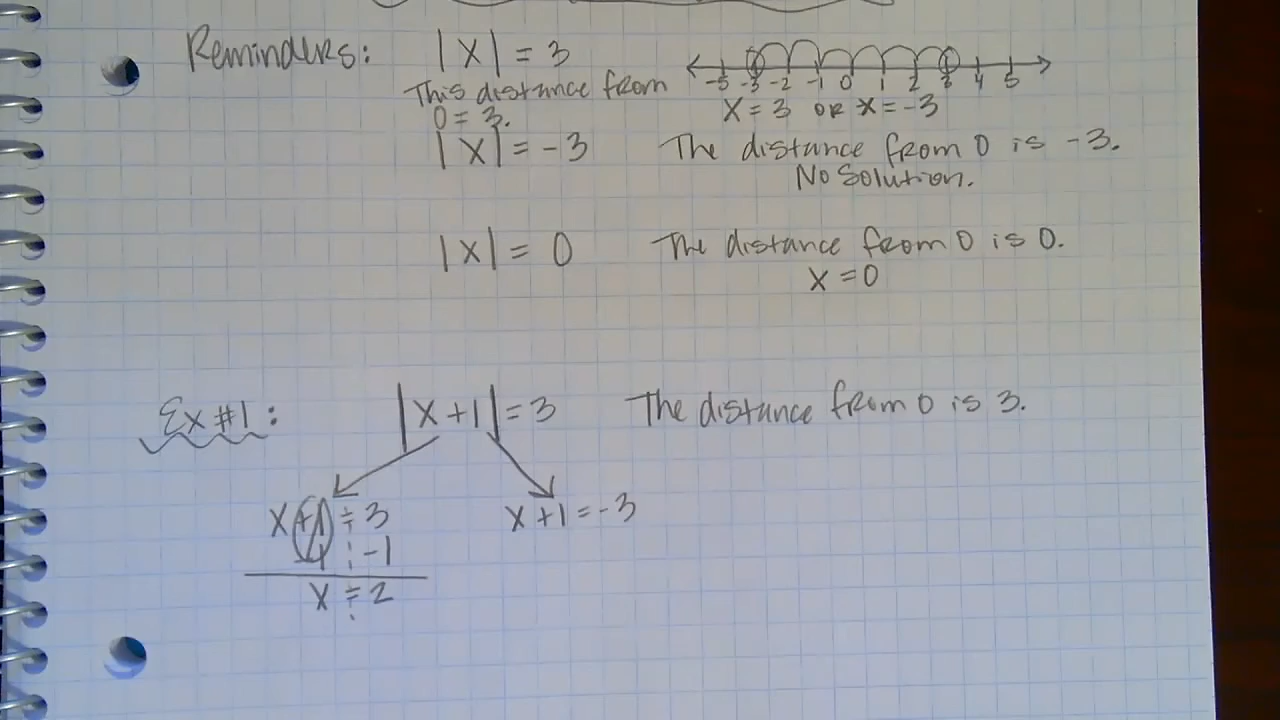 Reminders: |x| = 3
This distance from
0 = 3.
-5 -3 -2 -1 0 1 2 3 4 5
x = 3 OR x = -3
|x| = -3 The distance from 0 is -3.
No Solution.
|x| = 0 The distance from 0 is 0.
x = 0
Ex #1: |x+1| = 3 The distance from 0 is 3.
x+1 = 3 x+1 = -3
-1 -1
x = 2